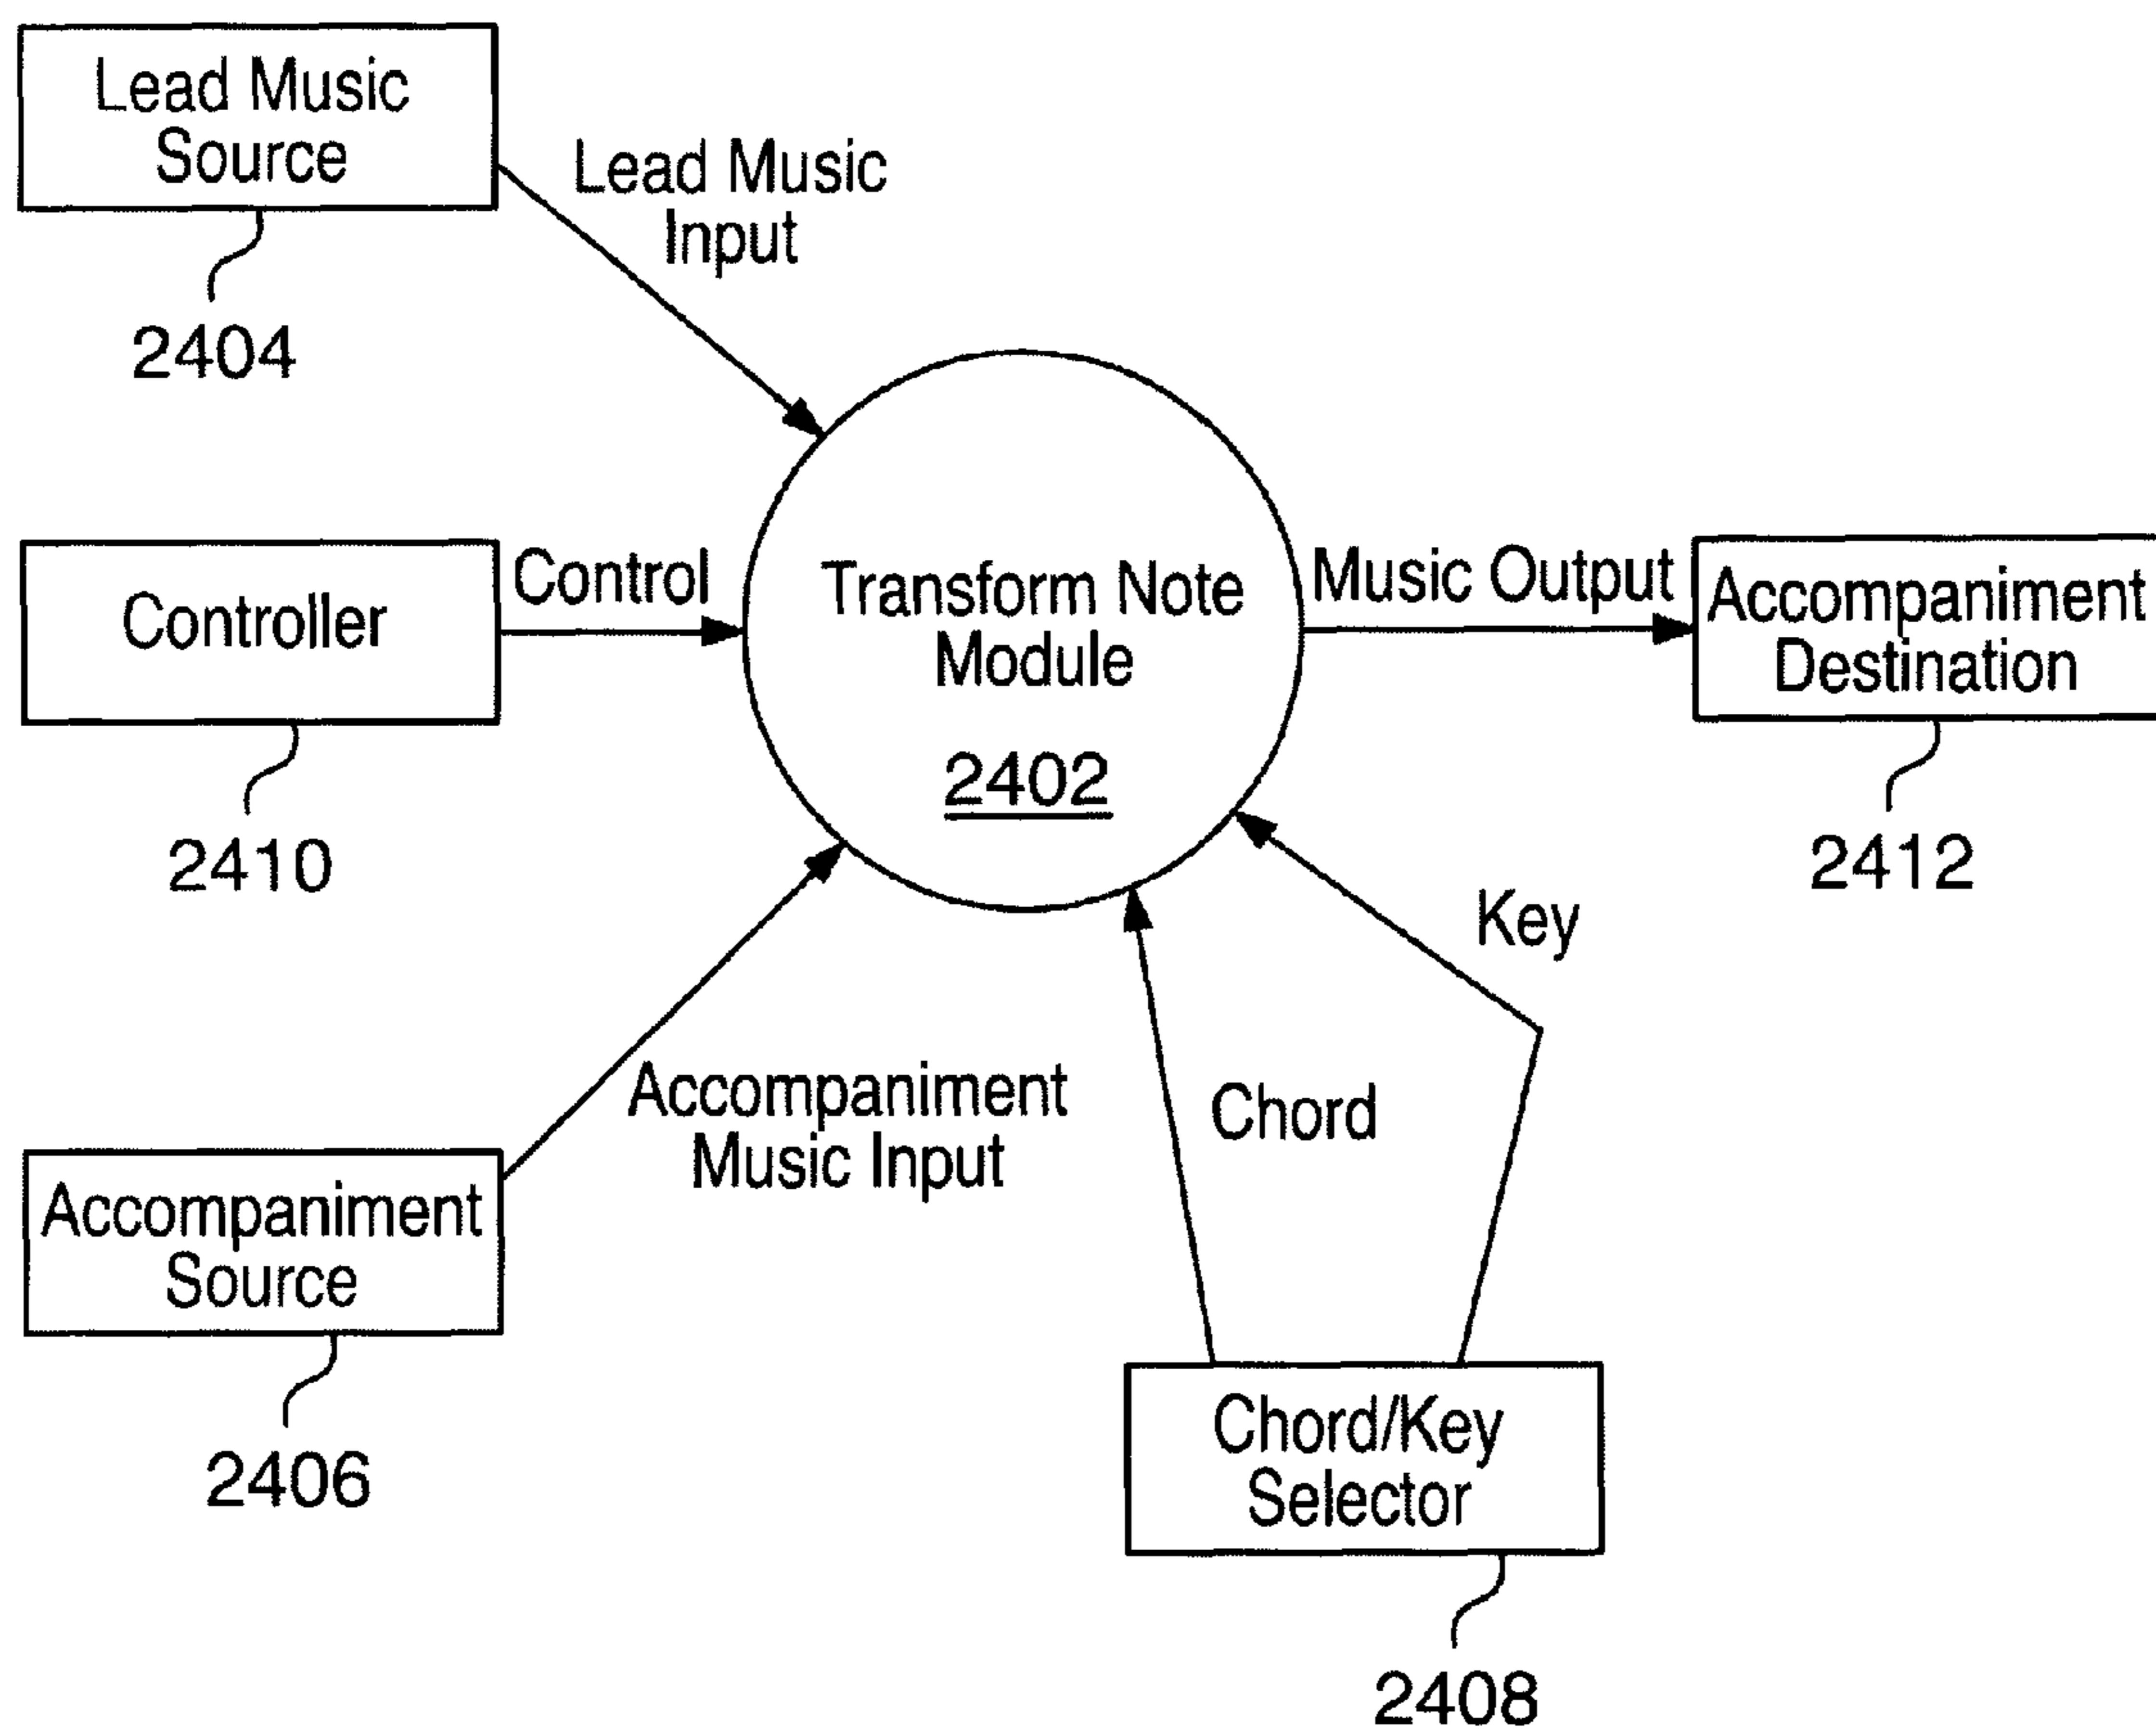 Lead Music
Source
2404
Lead Music
Input
Controller
2410
Control
Transform Note
Module
2402
Music Output
Accompaniment
Destination
2412
Accompaniment
Source
2406
Accompaniment
Music Input
Chord
Key
Chord/Key
Selector
2408